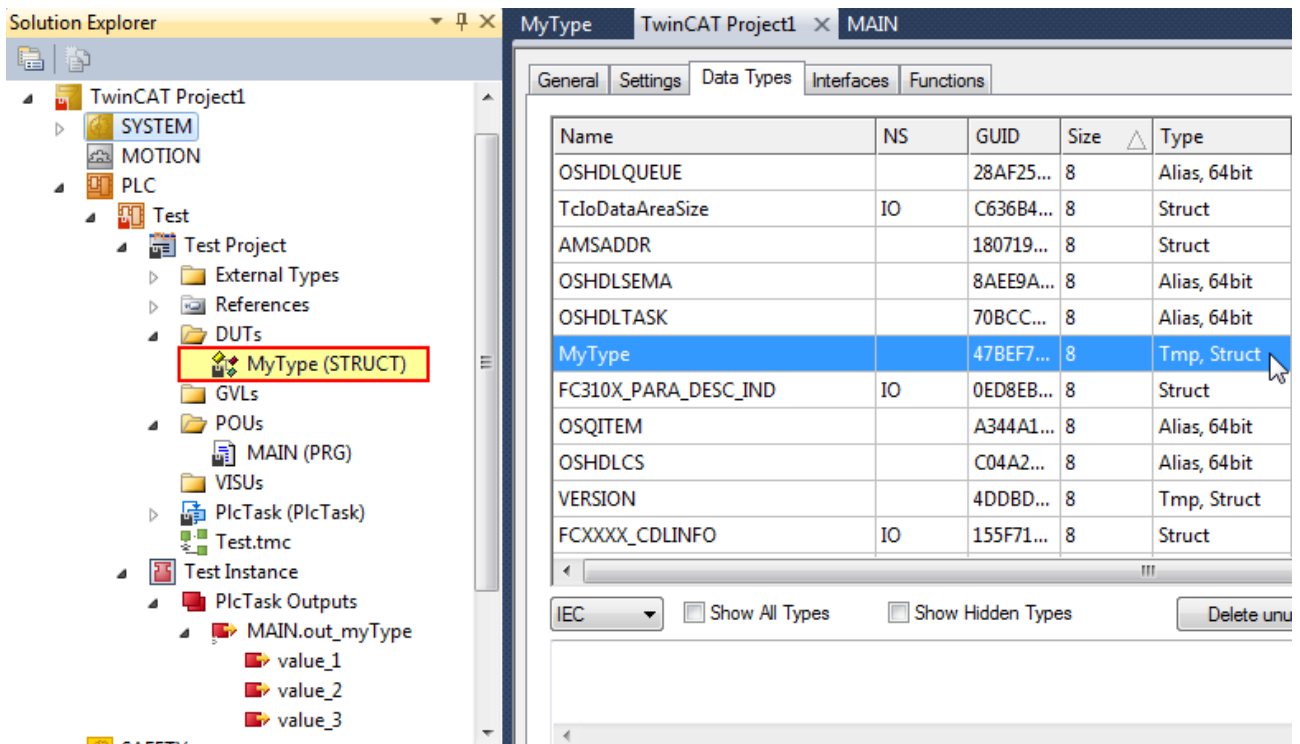 Solution Explorer
TwinCAT Project1
SYSTEM
MOTION
PLC
Test
Test Project
External Types
References
DUTs
MyType (STRUCT)
GVLs
POUs
MAIN (PRG)
VISUs
PlcTask (PlcTask)
Test.tmc
Test Instance
PlcTask Outputs
MAIN.out_myType
value_1
value_2
value_3
MyType TwinCAT Project1 MAIN
General Settings Data Types Interfaces Functions
Name NS GUID Size Type
OSHDLQUEUE 28AF25... 8 Alias, 64bit
TcIoDataAreaSize IO C636B4... 8 Struct
AMSADDR 180719... 8 Struct
OSHDLSEMA 8AEE9A... 8 Alias, 64bit
OSHDLTASK 70BCC... 8 Alias, 64bit
MyType 47BEF7... 8 Tmp, Struct
FC310X_PARA_DESC_IND IO 0ED8EB... 8 Struct
OSQITEM A344A1... 8 Alias, 64bit
OSHDLCS C04A2... 8 Alias, 64bit
VERSION 4DDBD... 8 Tmp, Struct
FCXXXX_CDLINFO IO 155F71... 8 Struct
IEC Show All Types Show Hidden Types Delete unu